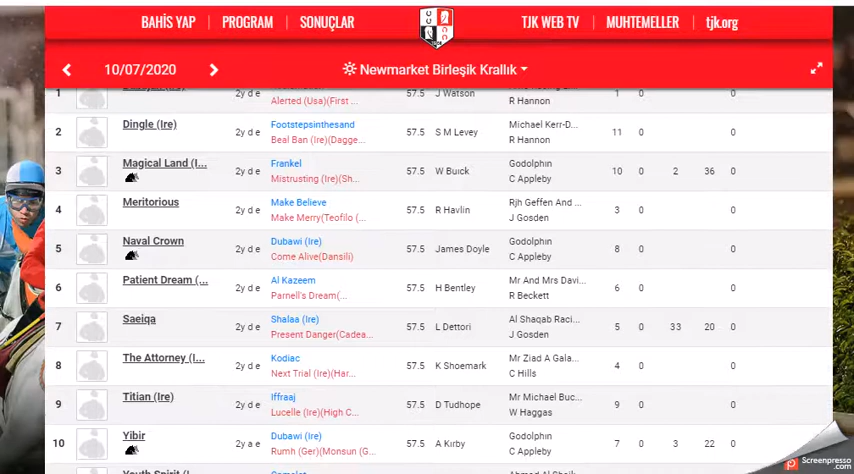 BAHİS YAP PROGRAM SONUÇLAR TJK WEB TV MUHTEMELLER tjk.org
10/07/2020 Newmarket Birleşik Krallık
1 2y d e 57.5 J Watson 1 0 0
Alerted (Usa)(First ... R Hannon
2 Dingle (Ire) 2y d e Footstepsinthesand 57.5 S M Levey Michael Kerr-D... 11 0 0
Beal Ban (Ire)(Dagge... R Hannon
3 Magical Land (I... 2y d e Frankel 57.5 W Buck Godolphın 10 0 2 36 0
Mistrusting (Ire)(Sh... C Appleby
4 Meritorious 2y d e Make Believe 57.5 R Havlin Rjh Geffen And ... 3 0 0
Make Merry(Teofilo (... J Gosden
5 Naval Crown 2y d e Dubawi (Ire) 57.5 James Doyle Godolphın 8 0 0
Come Alive(Dansili) C Appleby
6 Patient Dream (... 2y d e Al Kazeem 57.5 H Bentley Mr And Mrs Davi... 6 0 0
Parnell's Dream(... R Beckett
7 Saeiqa 2y d e Shalaa (Ire) 57.5 L Dettori Al Shaqab Raci... 5 0 33 20 0
Present Danger(Cadea... J Gosden
8 The Attorney (I... 2y d e Kodiac 57.5 K Shoemark Mr Ziad A Gala... 4 0 0
Next Trial (Ire)(Har... C Hills
9 Titian (Ire) 2y d e Iffraaj 57.5 D Tudhope Mr Michael Buc... 9 0 0
Lucelle (Ire)(High C... W Haggas
10 Yibir 2y a e Dubawi (Ire) 57.5 A Kırby Godolphın 7 0 3 22 0
Rumh (Ger)(Monsun (G... C Appleby
Screenpresso.com